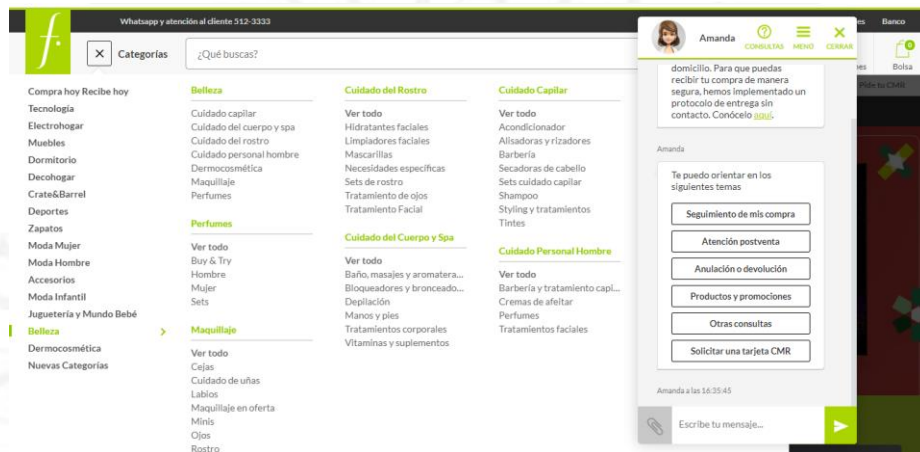 Whatsapp y atención al cliente 512-3333
es Banco
f.
Categorías
¿Qué buscas?
0
Bolsa
Compra hoy Recibe hoy
Tecnología
Electrohogar
Muebles
Dormitorio
Decohogar
Crate&Barrel
Deportes
Zapatos
Moda Mujer
Moda Hombre
Accesorios
Moda Infantil
Juguetería y Mundo Bebé
Belleza
Dermocosmética
Nuevas Categorías
Belleza
Cuidado capilar
Cuidado del cuerpo y spa
Cuidado del rostro
Cuidado personal hombre
Dermocosmética
Maquillaje
Perfumes
Perfumes
Ver todo
Buy & Try
Hombre
Mujer
Sets
Maquillaje
Ver todo
Cejas
Cuidado de uñas
Labios
Maquillaje en oferta
Minis
Ojos
Rostro
Cuidado del Rostro
Ver todo
Hidratantes faciales
Limpiadores faciales
Mascarillas
Necesidades específicas
Sets de rostro
Tratamiento de ojos
Tratamiento Facial
Cuidado del Cuerpo y Spa
Ver todo
Baño, masajes y aromatera...
Bloqueadores y bronceado...
Depilación
Manos y pies
Tratamientos corporales
Vitaminas y suplementos
Cuidado Capilar
Ver todo
Acondicionador
Alisadoras y rizadores
Barbería
Secadoras de cabello
Sets cuidado capilar
Shampoo
Styling y tratamientos
Tintes
Cuidado Personal Hombre
Ver todo
Barbería y tratamiento capi...
Cremas de afeitar
Perfumes
Tratamientos faciales
Amanda
CONSULTAS
MENÚ
CERRAR
domicilio. Para que puedas
recibir tu compra de manera
segura, hemos implementado un
protocolo de entrega sin
contacto. Conócelo aquí.
Amanda
Te puedo orientar en los
siguientes temas
Seguimiento de mis compra
Atención postventa
Anulación o devolución
Productos y promociones
Otras consultas
Solicitar una tarjeta CMR
Amanda a las 16:35:45
Escribe tu mensaje...
Pide tu CMR